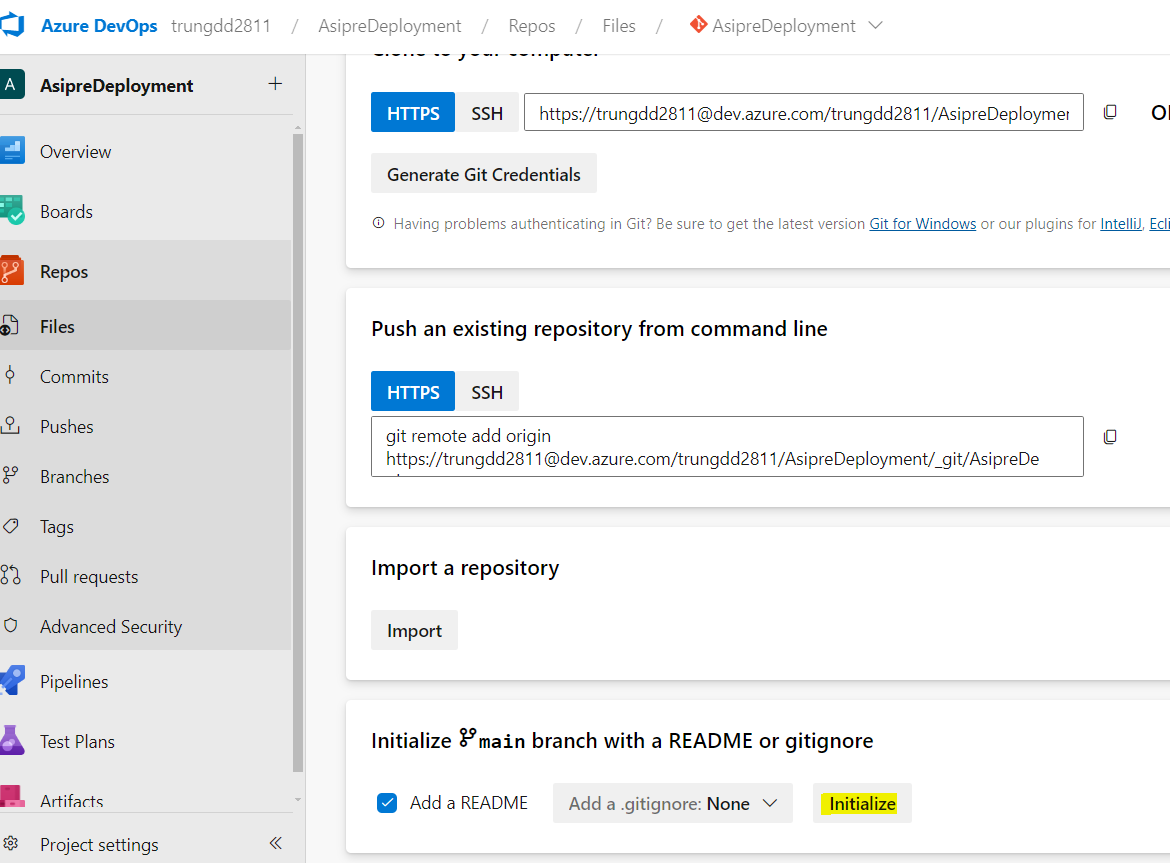 Azure DevOps trungdd2811 / AsipreDeployment / Repos / Files / AsipreDeployment
A AsipreDeployment +
Overview
Boards
Repos
Files
Commits
Pushes
Branches
Tags
Pull requests
Advanced Security
Pipelines
Test Plans
Artifacts
Project settings
Clone to your computer
HTTPS SSH https://trungdd2811@dev.azure.com/trungdd2811/AsipreDeploymen
Generate Git Credentials
Having problems authenticating in Git? Be sure to get the latest version Git for Windows or our plugins for IntelliJ, Ecli
Push an existing repository from command line
HTTPS SSH
git remote add origin
https://trungdd2811@dev.azure.com/trungdd2811/AsipreDeployment/_git/AsipreDe
Import a repository
Import
Initialize main branch with a README or gitignore
Add a README Add a .gitignore: None Initialize